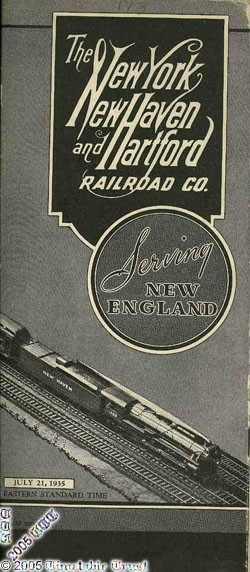 The
New York
New Haven
and Hartford
RAILROAD CO.
Serving
NEW
ENGLAND
NEW HAVEN
JULY 21, 1935
EASTERN STANDARD TIME
2005
© 2005 Timetable